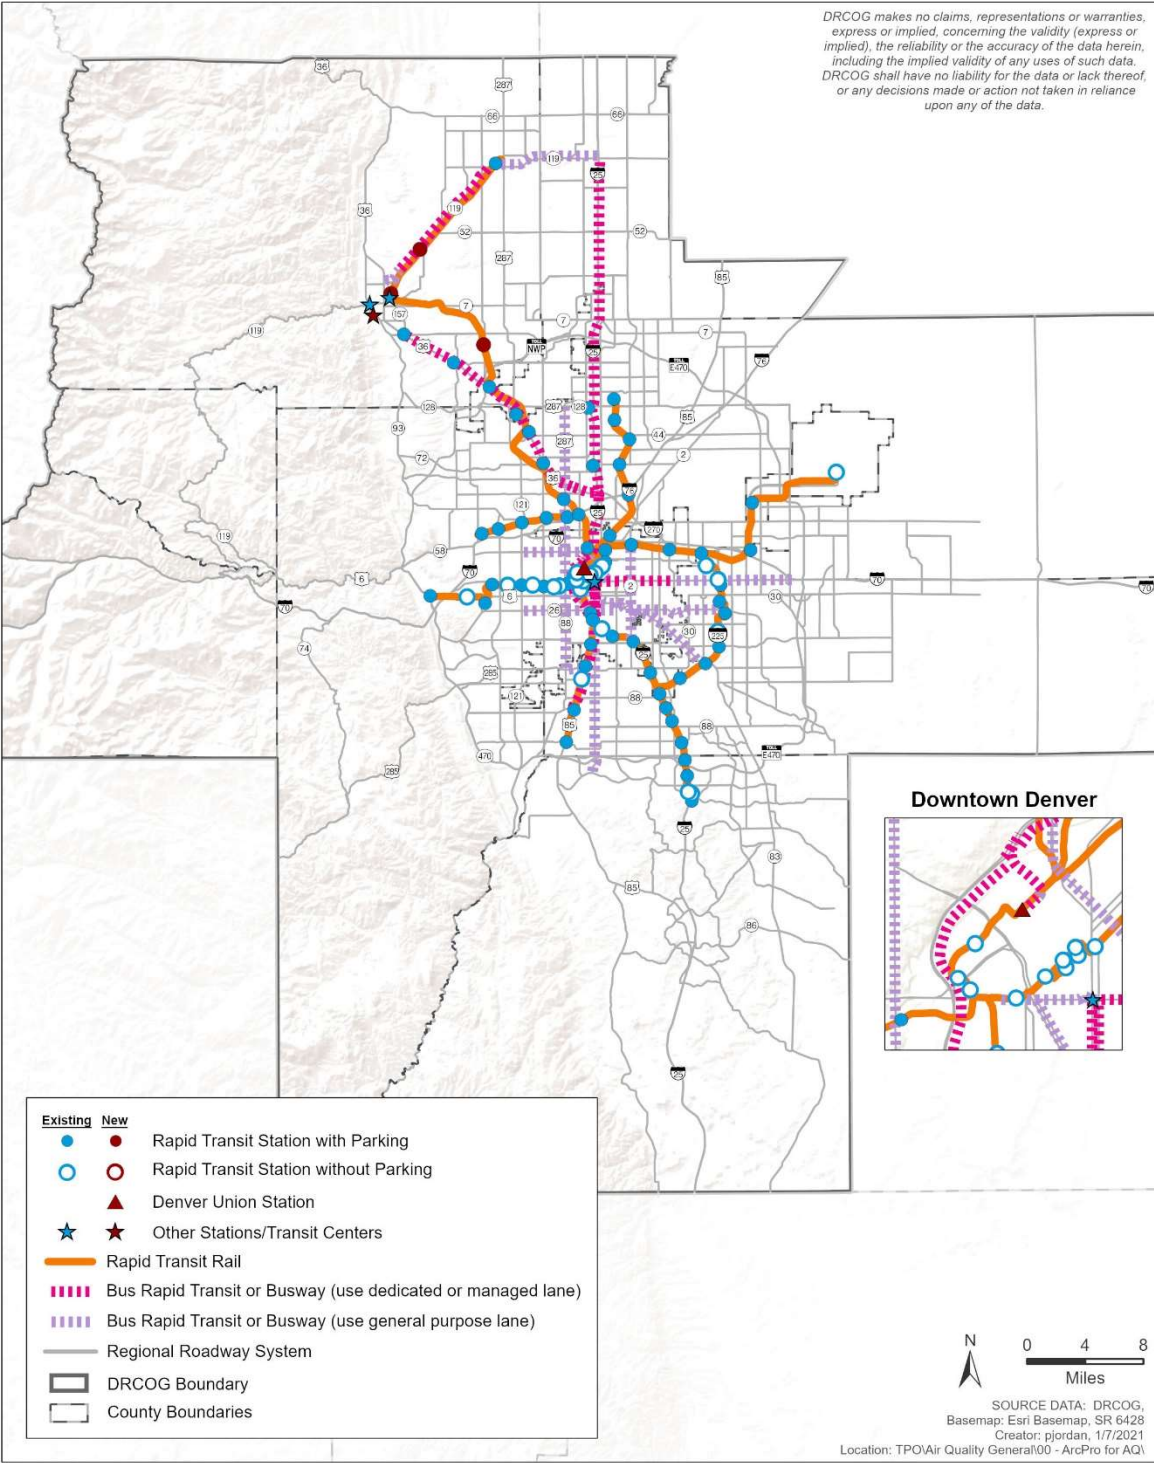 DRCOG makes no claims, representations or warranties,
express or implied, concerning the validity (express or
implied), the reliability or the accuracy of the data herein,
including the implied validity of any uses of such data.
DRCOG shall have no liability for the data or lack thereof,
or any decisions made or action not taken in reliance
upon any of the data.
36
287
66
66
119
25
119
36
52
52
287
85
7
157
7
7
119
36
TOLL
NWP
25
TOLL
E470
76
128
287
128
85
93
44
287
2
72
36
76
121
25
119
70
270
58
70
6
70
6
2
70
70
30
26
88
30
225
74
25
285
121
88
85
88
470
TOLL
E470
285
25
83
85
86
25
Downtown Denver
Existing New
Rapid Transit Station with Parking
Rapid Transit Station without Parking
Denver Union Station
Other Stations/Transit Centers
Rapid Transit Rail
Bus Rapid Transit or Busway (use dedicated or managed lane)
Bus Rapid Transit or Busway (use general purpose lane)
Regional Roadway System
DRCOG Boundary
County Boundaries
N
0 4 8
Miles
SOURCE DATA: DRCOG,
Basemap: Esri Basemap, SR 6428
Creator: pjordan, 1/7/2021
Location: TPO\Air Quality General\00 - ArcPro for AQ\